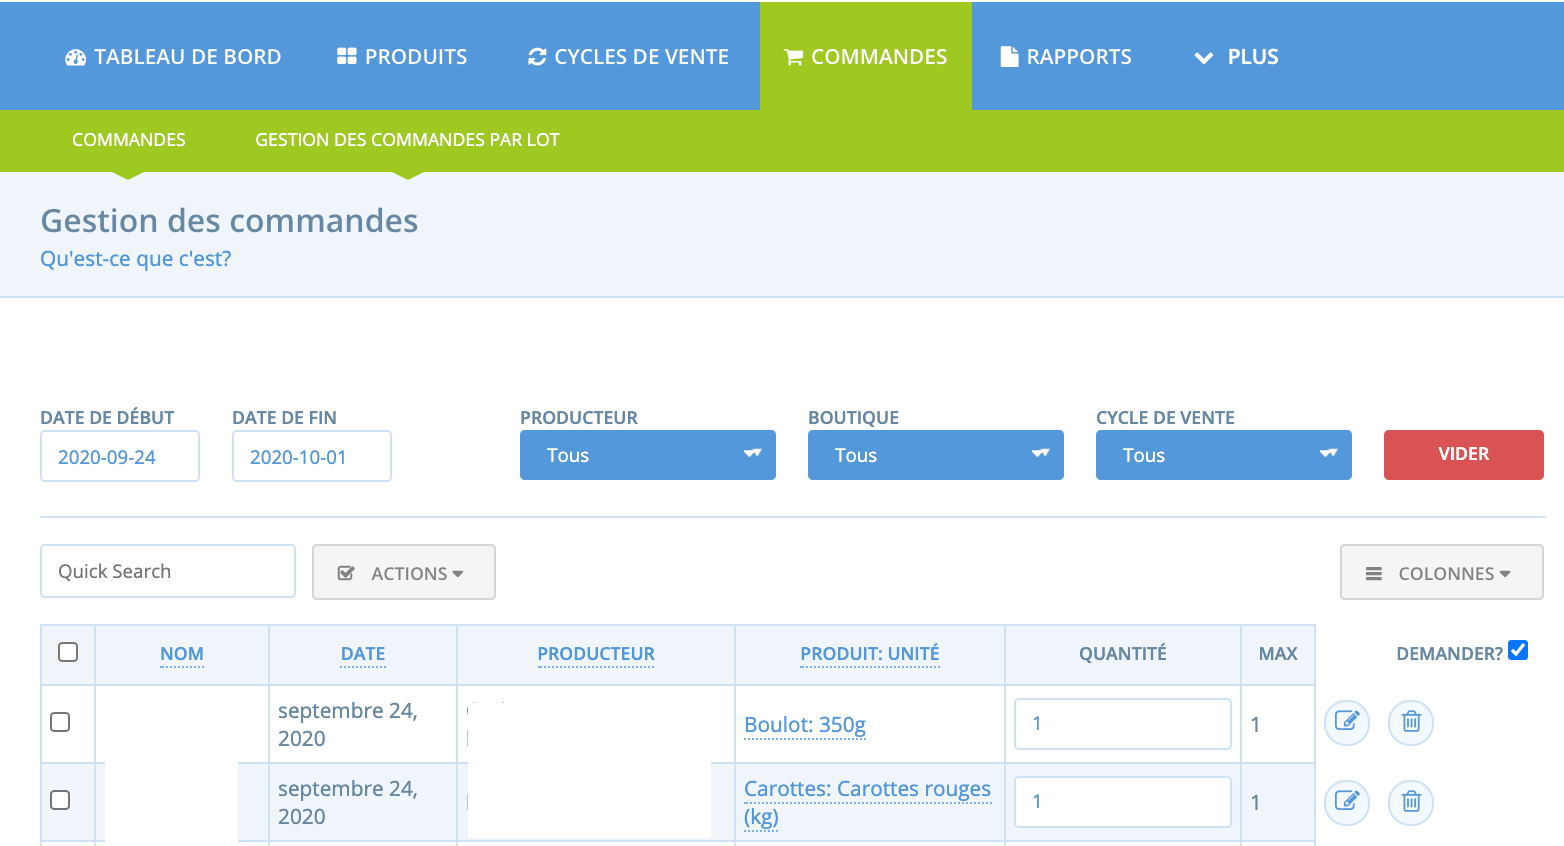 TABLEAU DE BORD PRODUITS CYCLES DE VENTE COMMANDES RAPPORTS PLUS
COMMANDES GESTION DES COMMANDES PAR LOT
Gestion des commandes
Qu'est-ce que c'est?
DATE DE DÉBUT DATE DE FIN PRODUCTEUR BOUTIQUE CYCLE DE VENTE
2020-09-24 2020-10-01 Tous Tous Tous VIDER
Quick Search ACTIONS COLONNES
NOM DATE PRODUCTEUR PRODUIT: UNITÉ QUANTITÉ MAX DEMANDER?
septembre 24,
2020 Boulot: 350g 1 1
septembre 24, Carottes: Carottes rouges
2020 (kg) 1 1